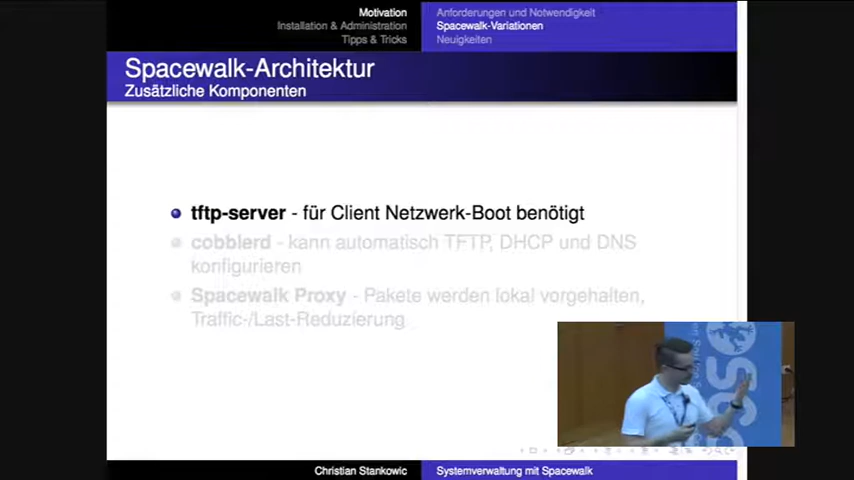 Motivation
Installation & Administration
Tipps & Tricks
Anforderungen und Notwendigkeit
Spacewalk-Variationen
Neuigkeiten
Spacewalk-Architektur
Zusätzliche Komponenten
tftp-server - für Client Netzwerk-Boot benötigt
cobblerd - kann automatisch TFTP, DHCP und DNS
konfigurieren
Spacewalk Proxy - Pakete werden lokal vorgehalten,
Traffic-/Last-Reduzierung
Christian Stankowic
Systemverwaltung mit Spacewalk